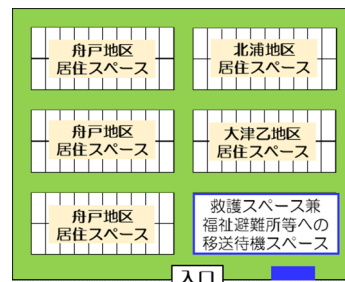 舟戸地区
居住スペース
北浦地区
居住スペース
舟戸地区
居住スペース
大津乙地区
居住スペース
舟戸地区
居住スペース
救護スペース兼
福祉避難所等への
移送待機スペース
入口